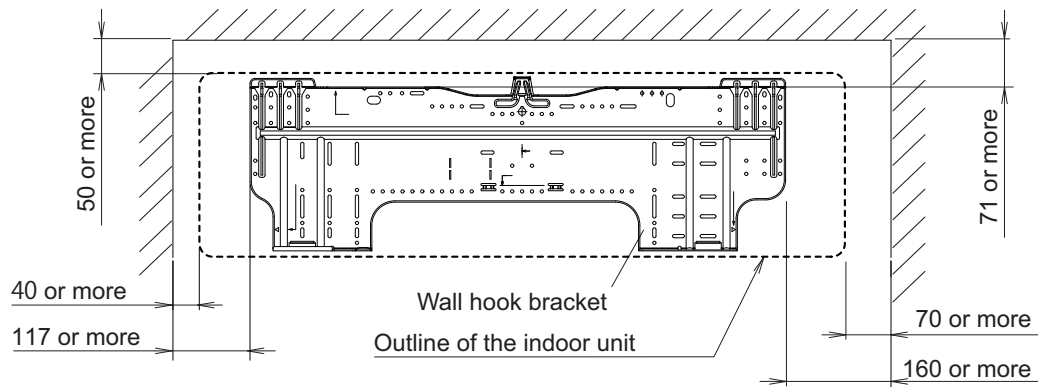 50 or more
71 or more
40 or more
117 or more
Wall hook bracket
Outline of the indoor unit
70 or more
160 or more